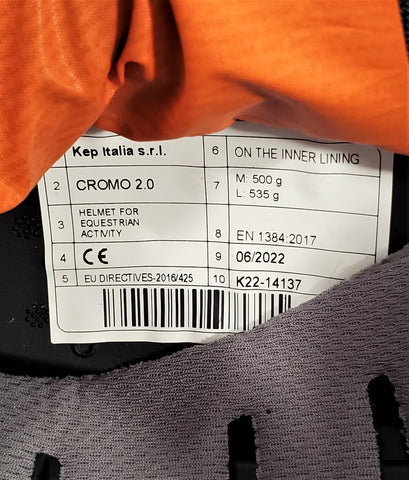 Kep Italia s.r.l.
6 ON THE INNER LINING
2 CROMO 2.0
7 M: 500 g
L: 535 g
3 HELMET FOR
EQUESTRIAN
ACTIVITY
8 EN 1384:2017
4 CE
9 06/2022
5 EU DIRECTIVES-2016/425
10 K22-14137